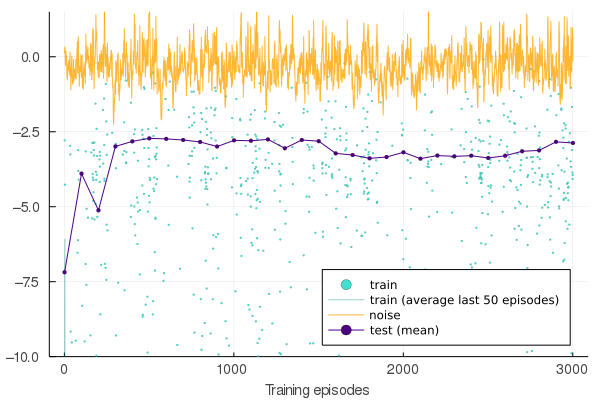 0.0
−2.5
−5.0
−7.5
−10.0
train
train (average last 50 episodes)
noise
test (mean)
0 1000 2000 3000
Training episodes